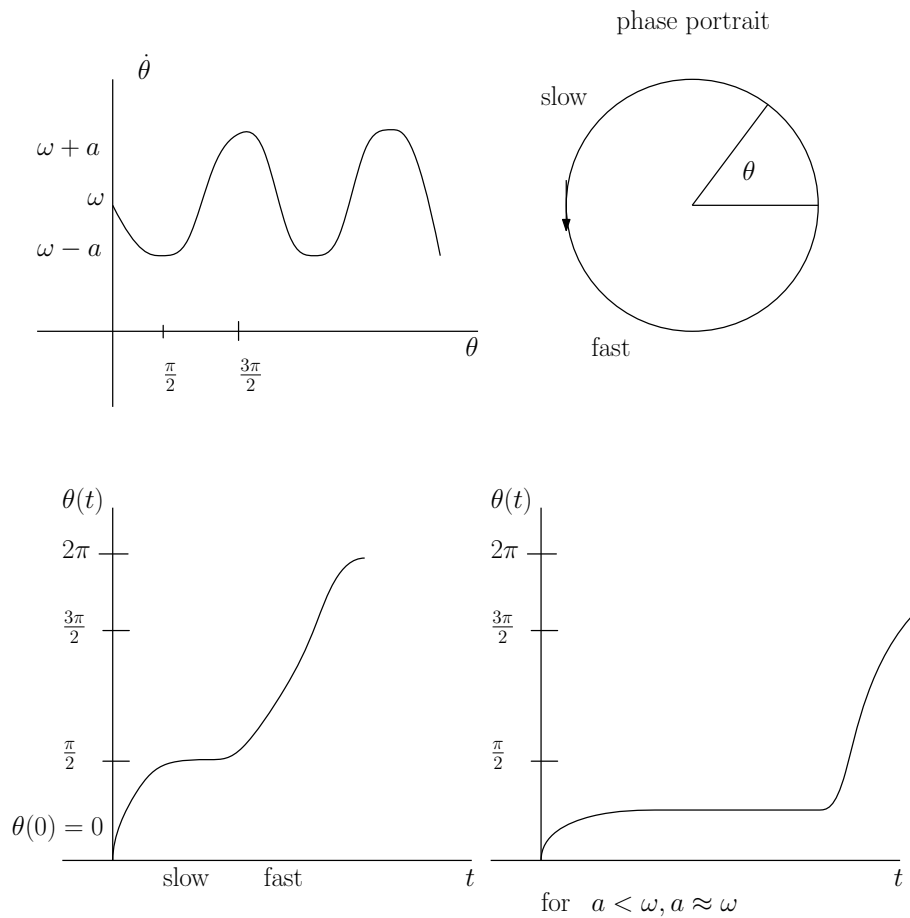 phase portrait
θ̇
slow
ω + a
ω
ω − a
θ
θ
π/2
3π/2
fast
θ(t)
2π
3π/2
π/2
θ(0) = 0
slow fast
t
θ(t)
2π
3π/2
π/2
t
for a < ω, a ≈ ω